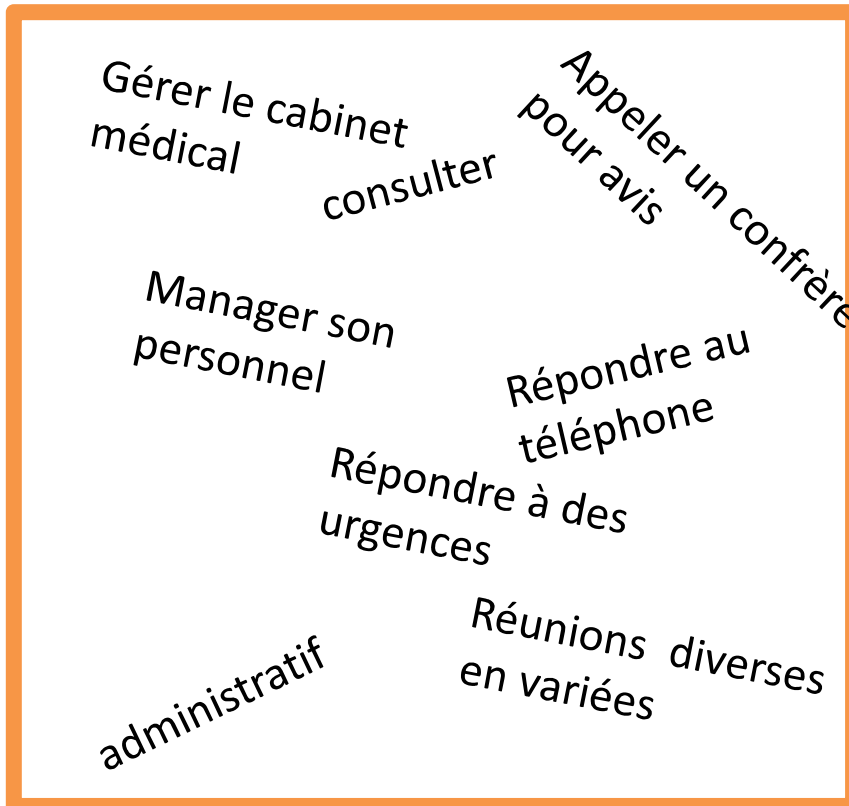 Gérer le cabinet
médical
consulter
Appeler un confrère
pour avis
Manager son
personnel
Répondre au
téléphone
Répondre à des
urgences
Réunions  diverses
en variées
administratif